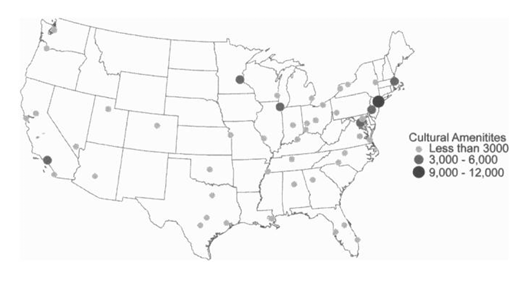 Cultural Amenitites
Less than 3000
3,000 - 6,000
9,000 - 12,000